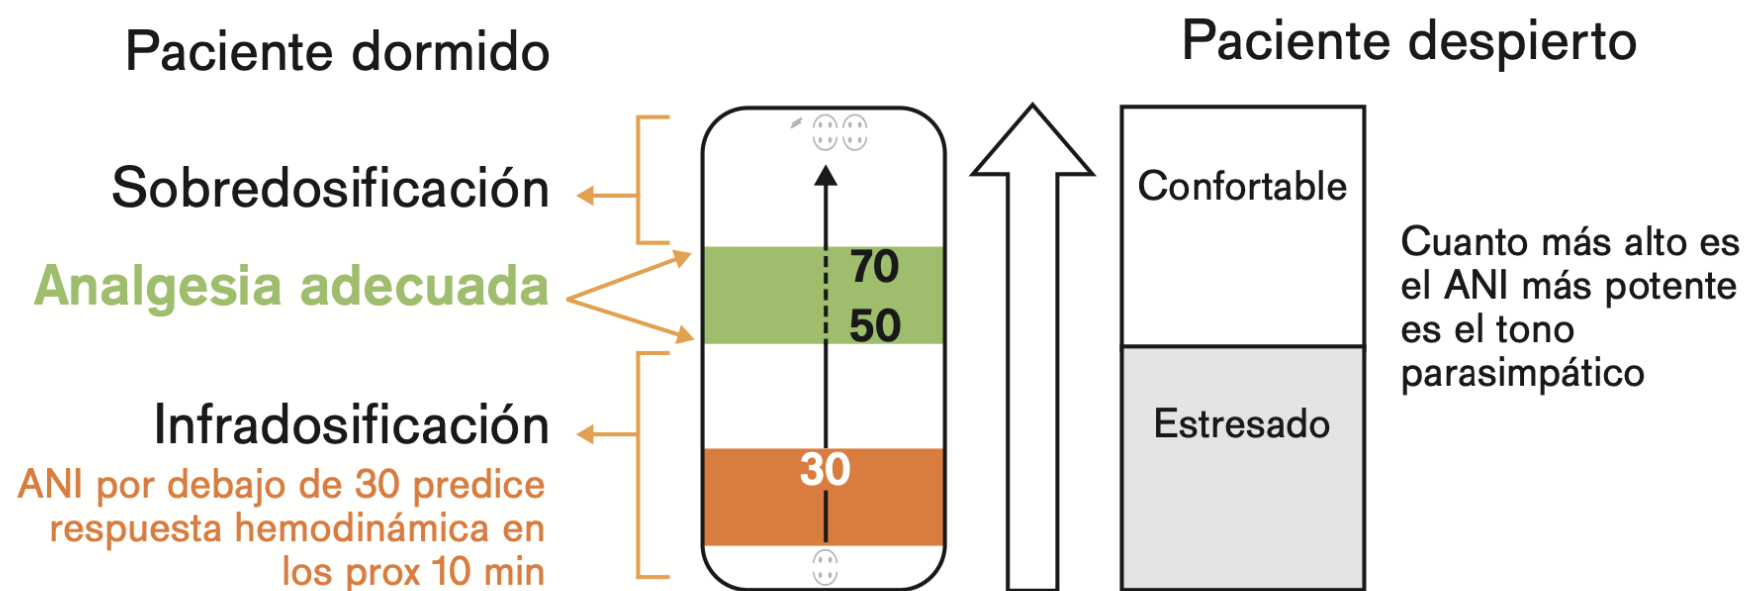 Paciente dormido
Sobredosificación
Analgesia adecuada
Infradosificación
ANI por debajo de 30 predice
respuesta hemodinámica en
los prox 10 min
70
50
30
Paciente despierto
Confortable
Estresado
Cuanto más alto es
el ANI más potente
es el tono
parasimpático